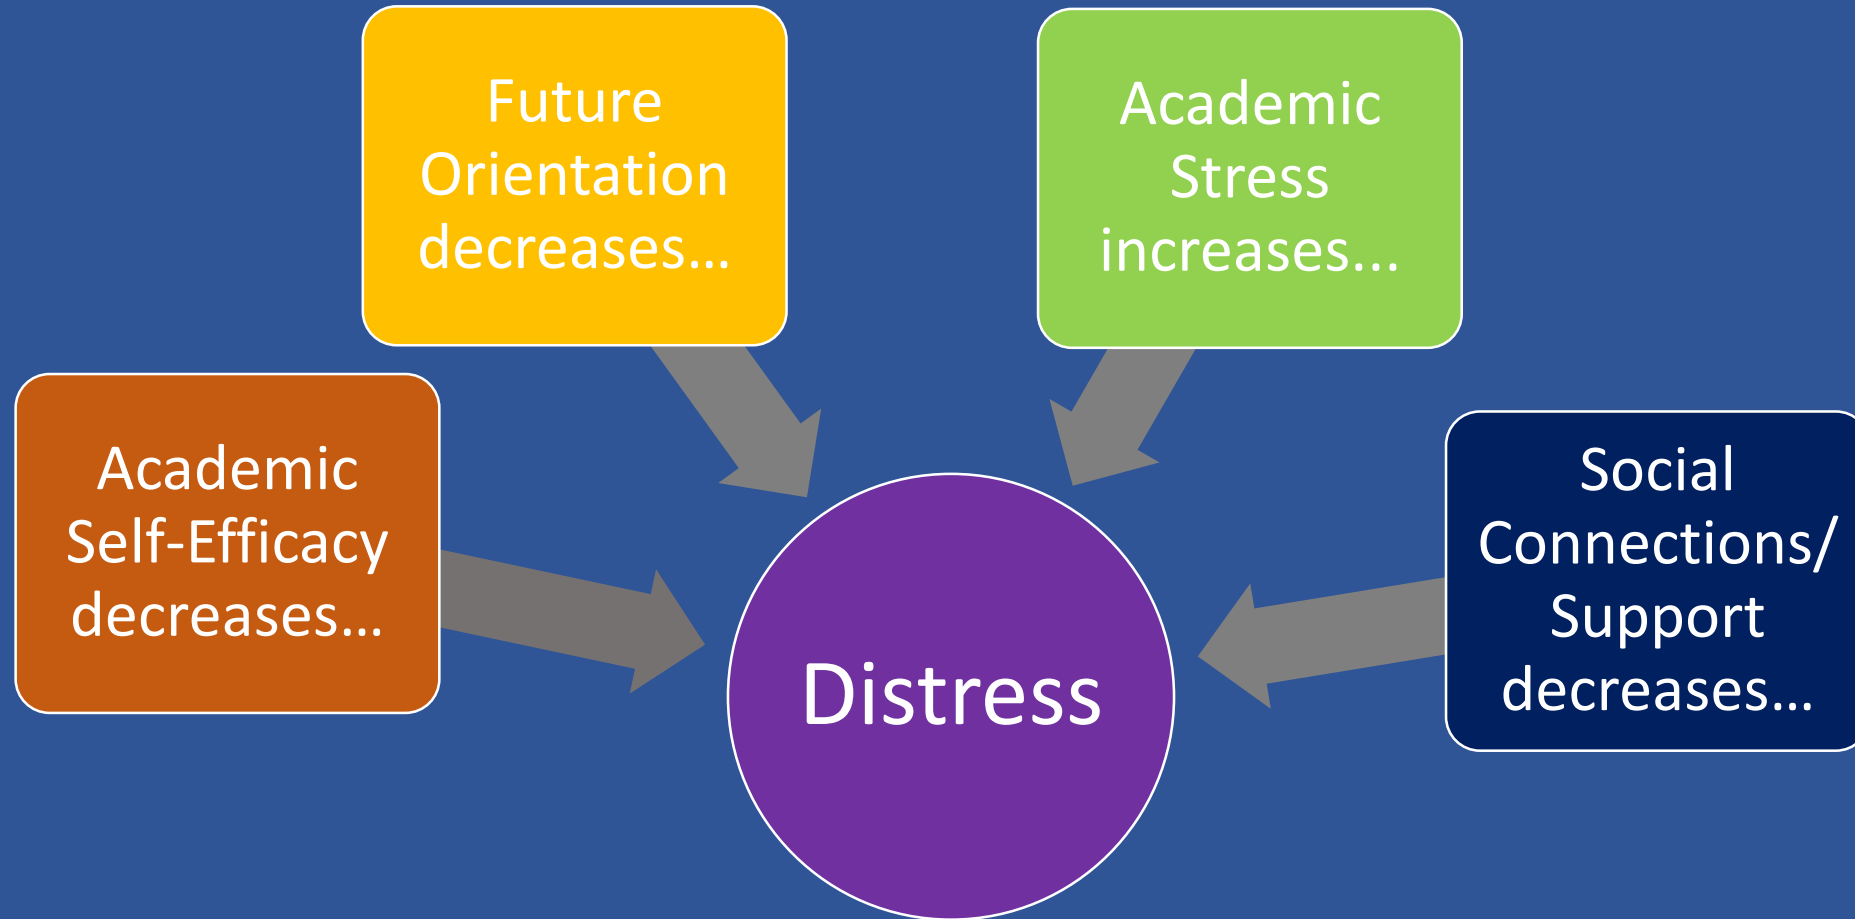 Future
Orientation
decreases…
Academic
Stress
increases...
Academic
Self-Efficacy
decreases…
Social
Connections/
Support
decreases…
Distress